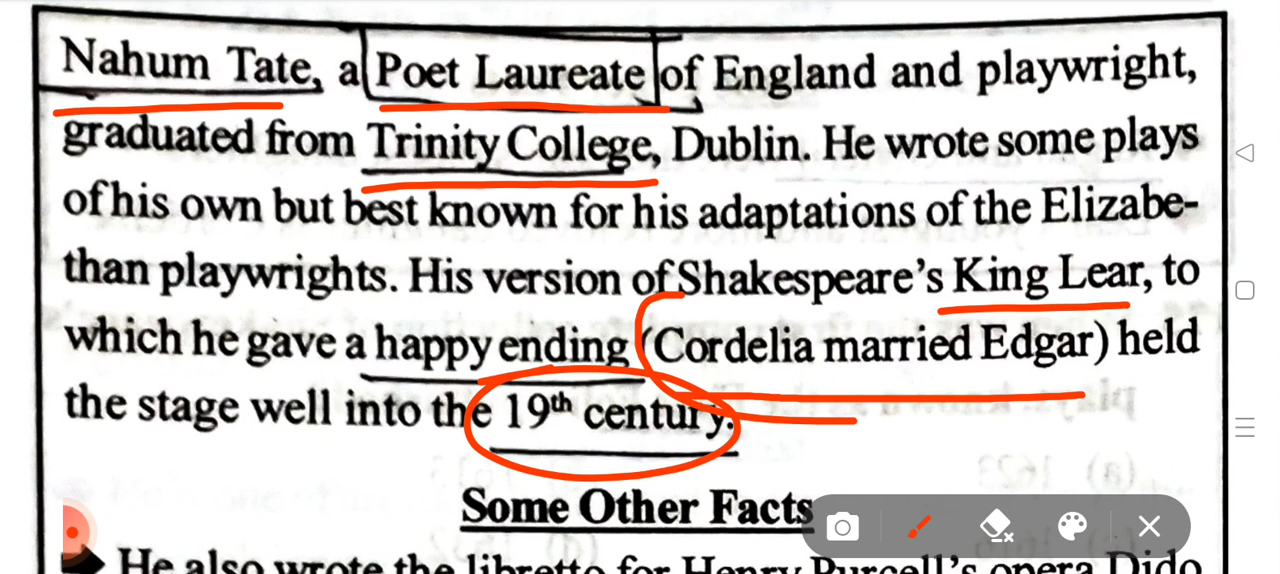 Nahum Tate, a Poet Laureate of England and playwright,
graduated from Trinity College, Dublin. He wrote some plays
of his own but best known for his adaptations of the Elizabe-
than playwrights. His version of Shakespeare's King Lear, to
which he gave a happy ending (Cordelia married Edgar) held
the stage well into the 19th century.
Some Other Facts
He also wrote the libretto for Henry Purcell's opera Dido